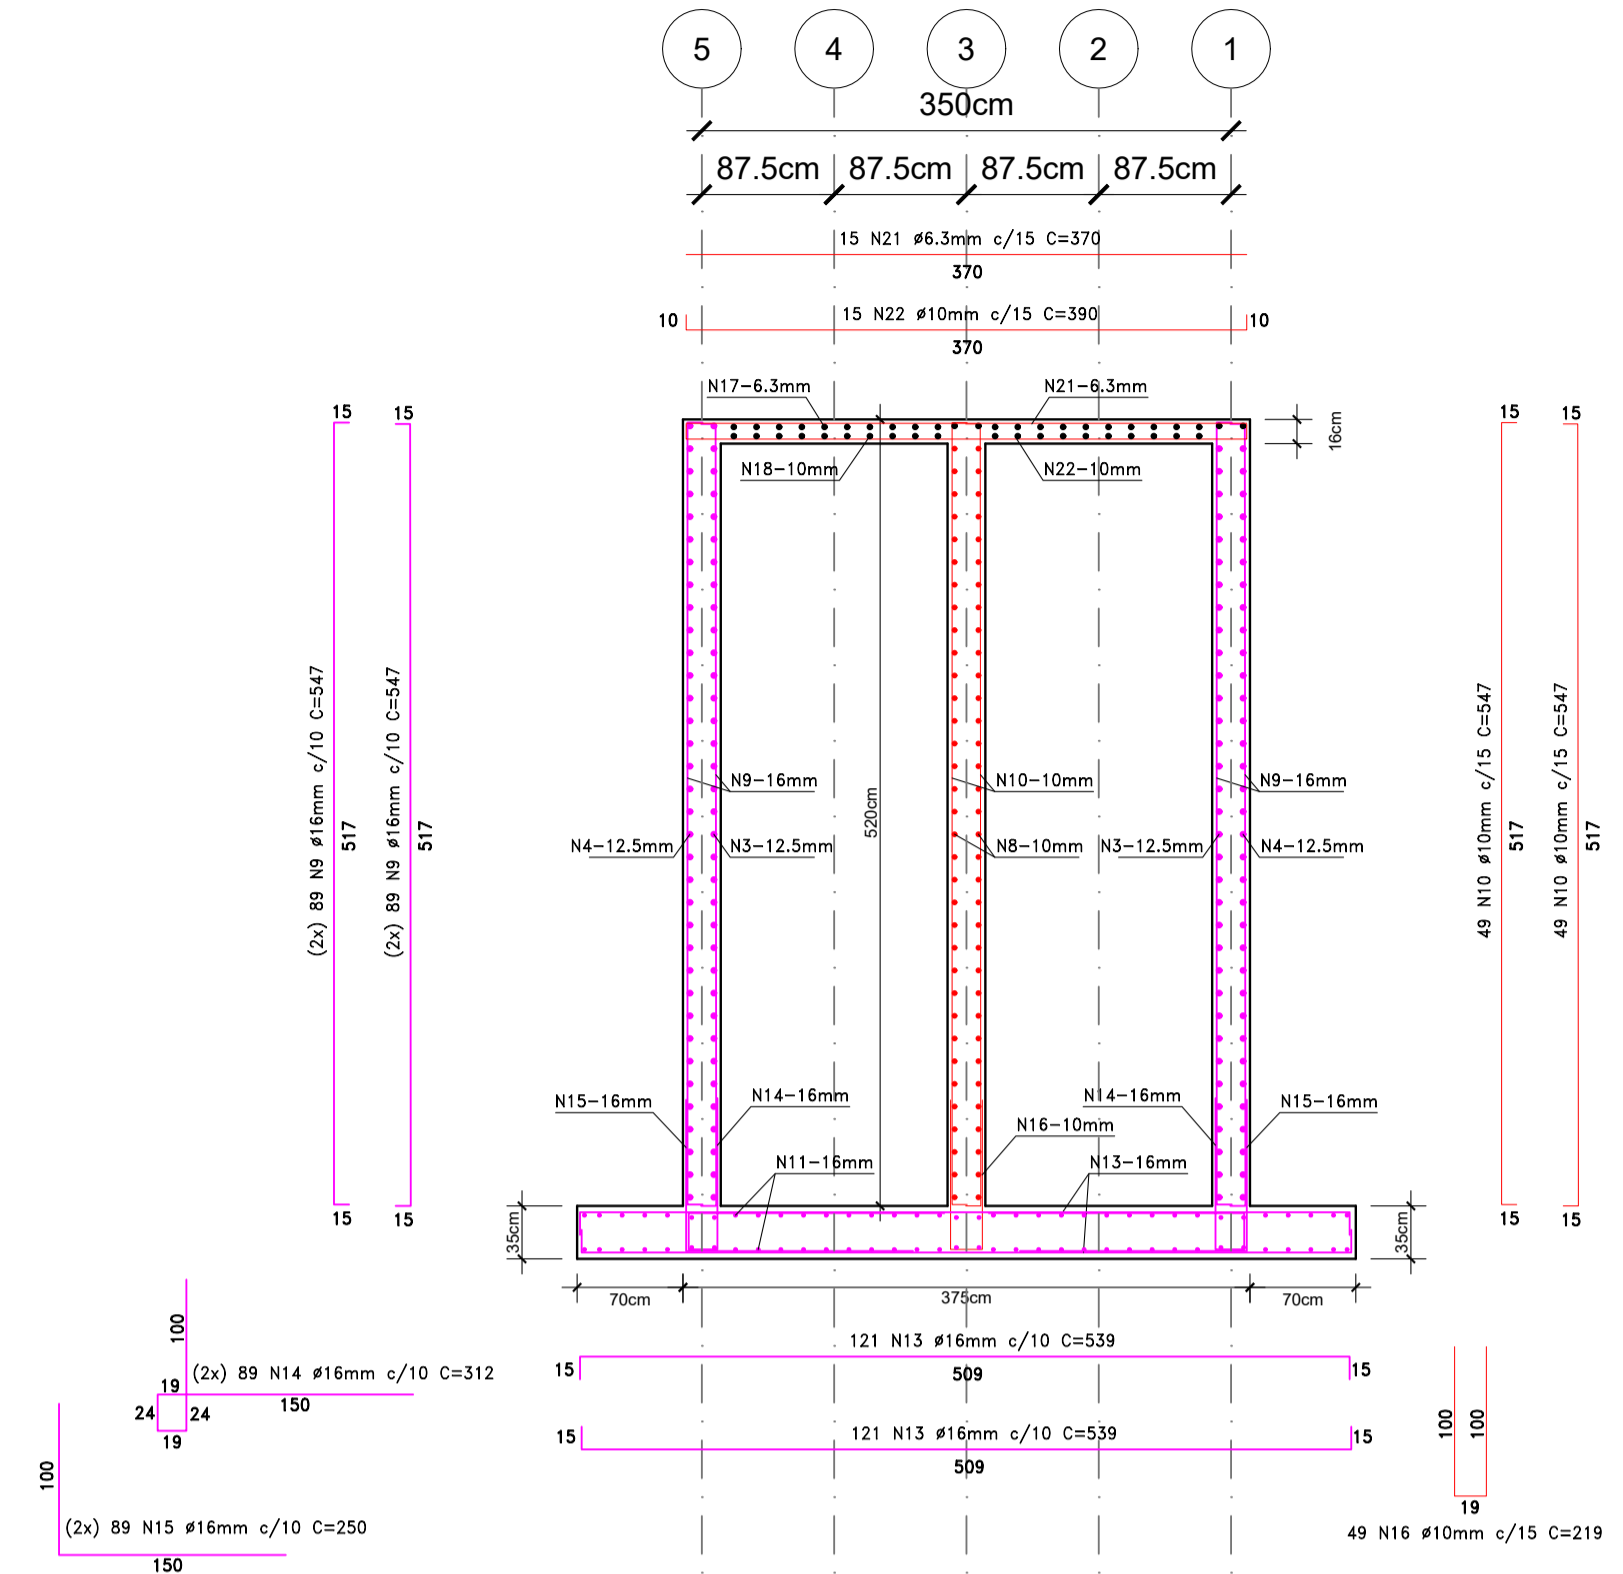 5 4 3 2 1
350cm
87.5cm 87.5cm 87.5cm 87.5cm
15 N21 ø6.3mm c/15 C=370
370
15 N22 ø10mm c/15 C=390
10 10
370
N17-6.3mm N21-6.3mm
N18-10mm N22-10mm
16cm
15 15
(2x) 89 N9 ø16mm c/10 C=547
517
(2x) 89 N9 ø16mm c/10 C=547
517
15 15
N9-16mm N10-10mm N9-16mm
520cm
N4-12.5mm N3-12.5mm N8-10mm N3-12.5mm N4-12.5mm
15 15
49 N10 ø10mm c/15 C=547
517
49 N10 ø10mm c/15 C=547
517
15 15
N15-16mm N14-16mm N14-16mm N15-16mm
N16-10mm
N11-16mm N13-16mm
35cm 35cm
70cm 375cm 70cm
121 N13 ø16mm c/10 C=539
15 15
509
121 N13 ø16mm c/10 C=539
15 15
509
100
(2x) 89 N14 ø16mm c/10 C=312
19
150
24 24
19
100
(2x) 89 N15 ø16mm c/10 C=250
150
100 100
19
49 N16 ø10mm c/15 C=219